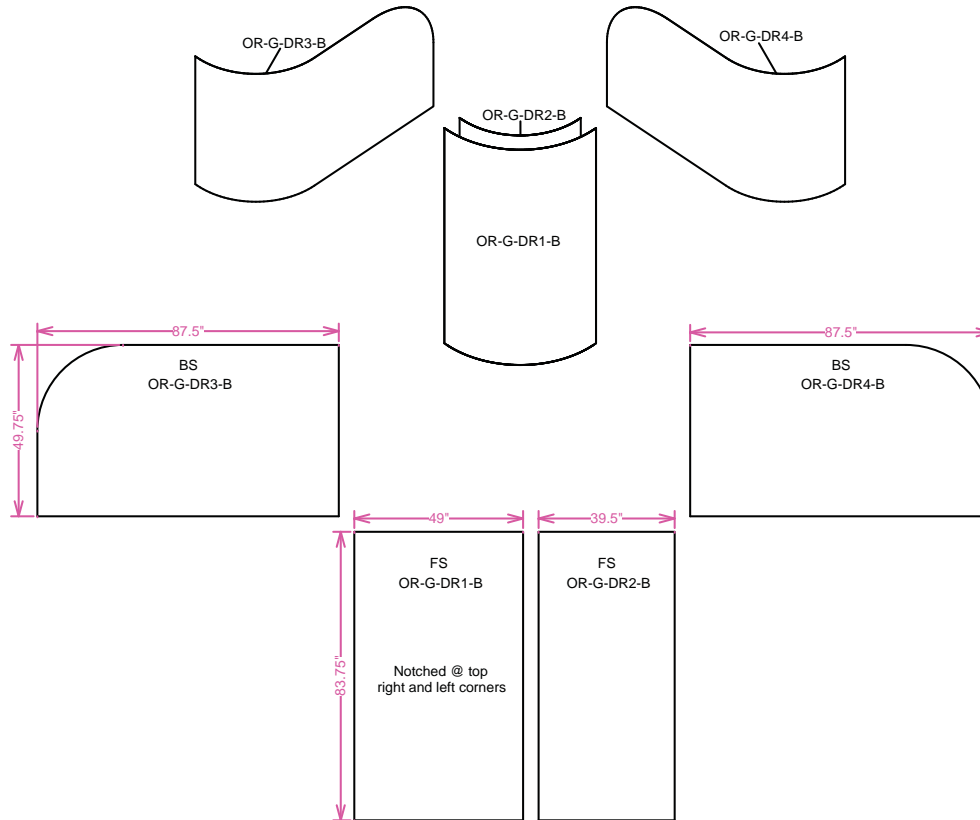 OR-G-DR3-B
OR-G-DR4-B
OR-G-DR2-B
OR-G-DR1-B
87.5"
87.5"
BS
OR-G-DR3-B
BS
OR-G-DR4-B
49.75"
49"
39.5"
FS
OR-G-DR1-B
FS
OR-G-DR2-B
83.75"
Notched @ top
right and left corners